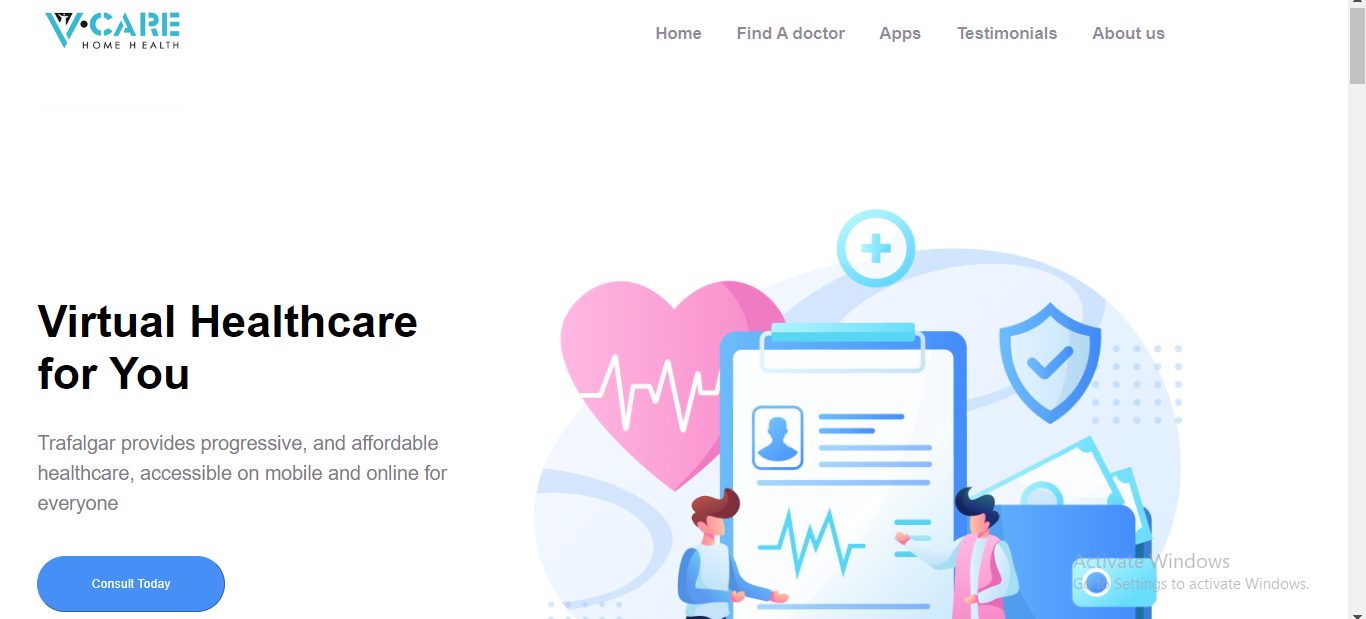 V·CARE
HOME HEALTH
Home Find A doctor Apps Testimonials About us
Virtual Healthcare
for You
Trafalgar provides progressive, and affordable
healthcare, accessible on mobile and online for
everyone
Consult Today
Activate Windows
Go to Settings to activate Windows.